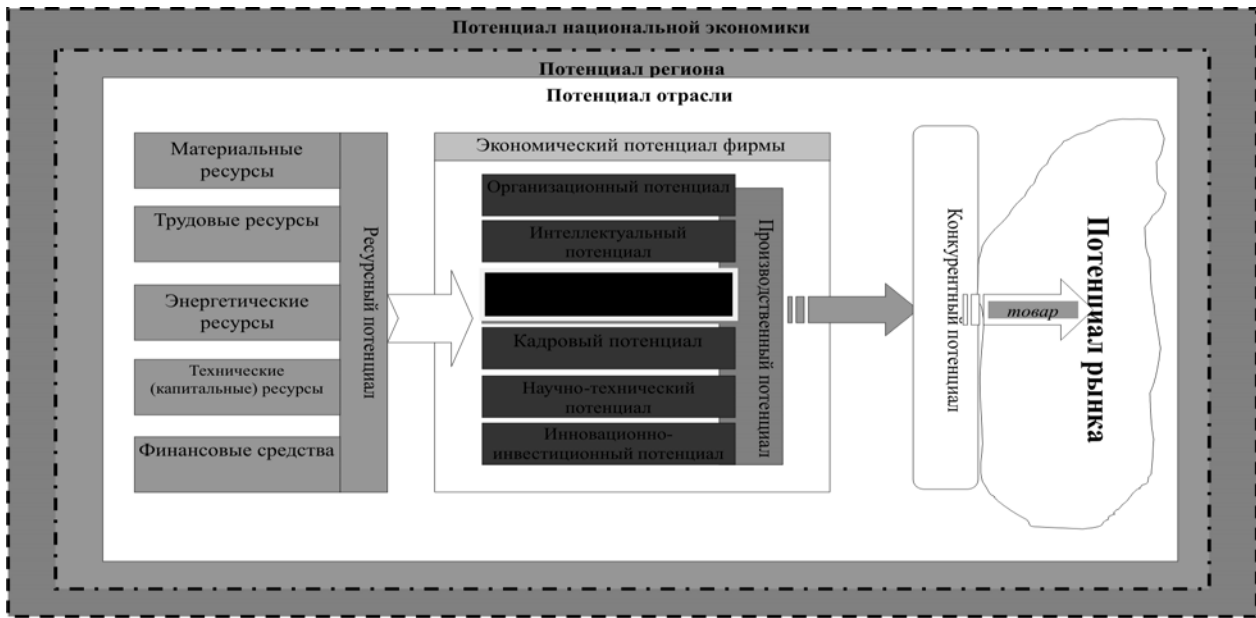 Потенциал национальной экономики
Потенциал региона
Потенциал отрасли
Материальные
ресурсы
Трудовые ресурсы
Энергетические
ресурсы
Технические
(капитальные) ресурсы
Финансовые средства
Ресурсный потенциал
Экономический потенциал фирмы
Организационный потенциал
Интеллектуальный
потенциал
Кадровый потенциал
Научно-технический
потенциал
Инновационно-
инвестиционный потенциал
Производственный потенциал
Конкурентный потенциал
товар
Потенциал рынка